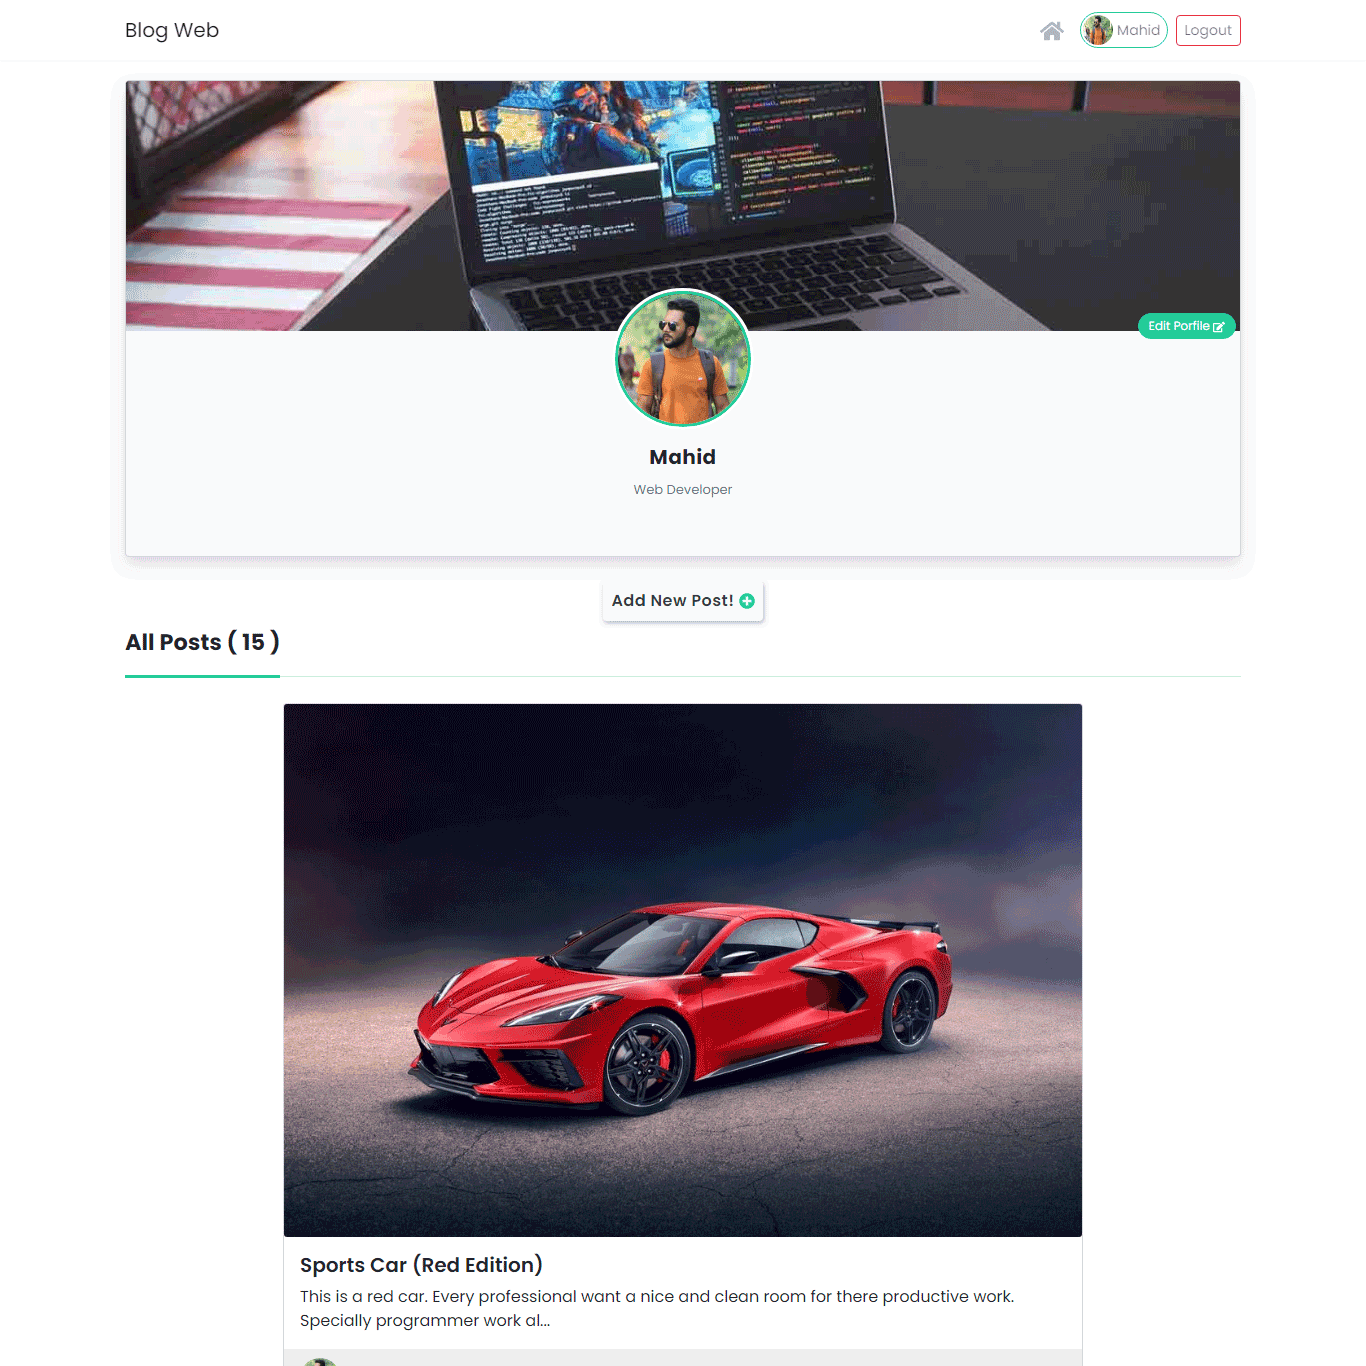 Blog Web
Mahid
Logout
Edit Porfile
Mahid
Web Developer
Add New Post!
All Posts ( 15 )
Sports Car (Red Edition)
This is a red car. Every professional want a nice and clean room for there productive work.
Specially programmer work al...